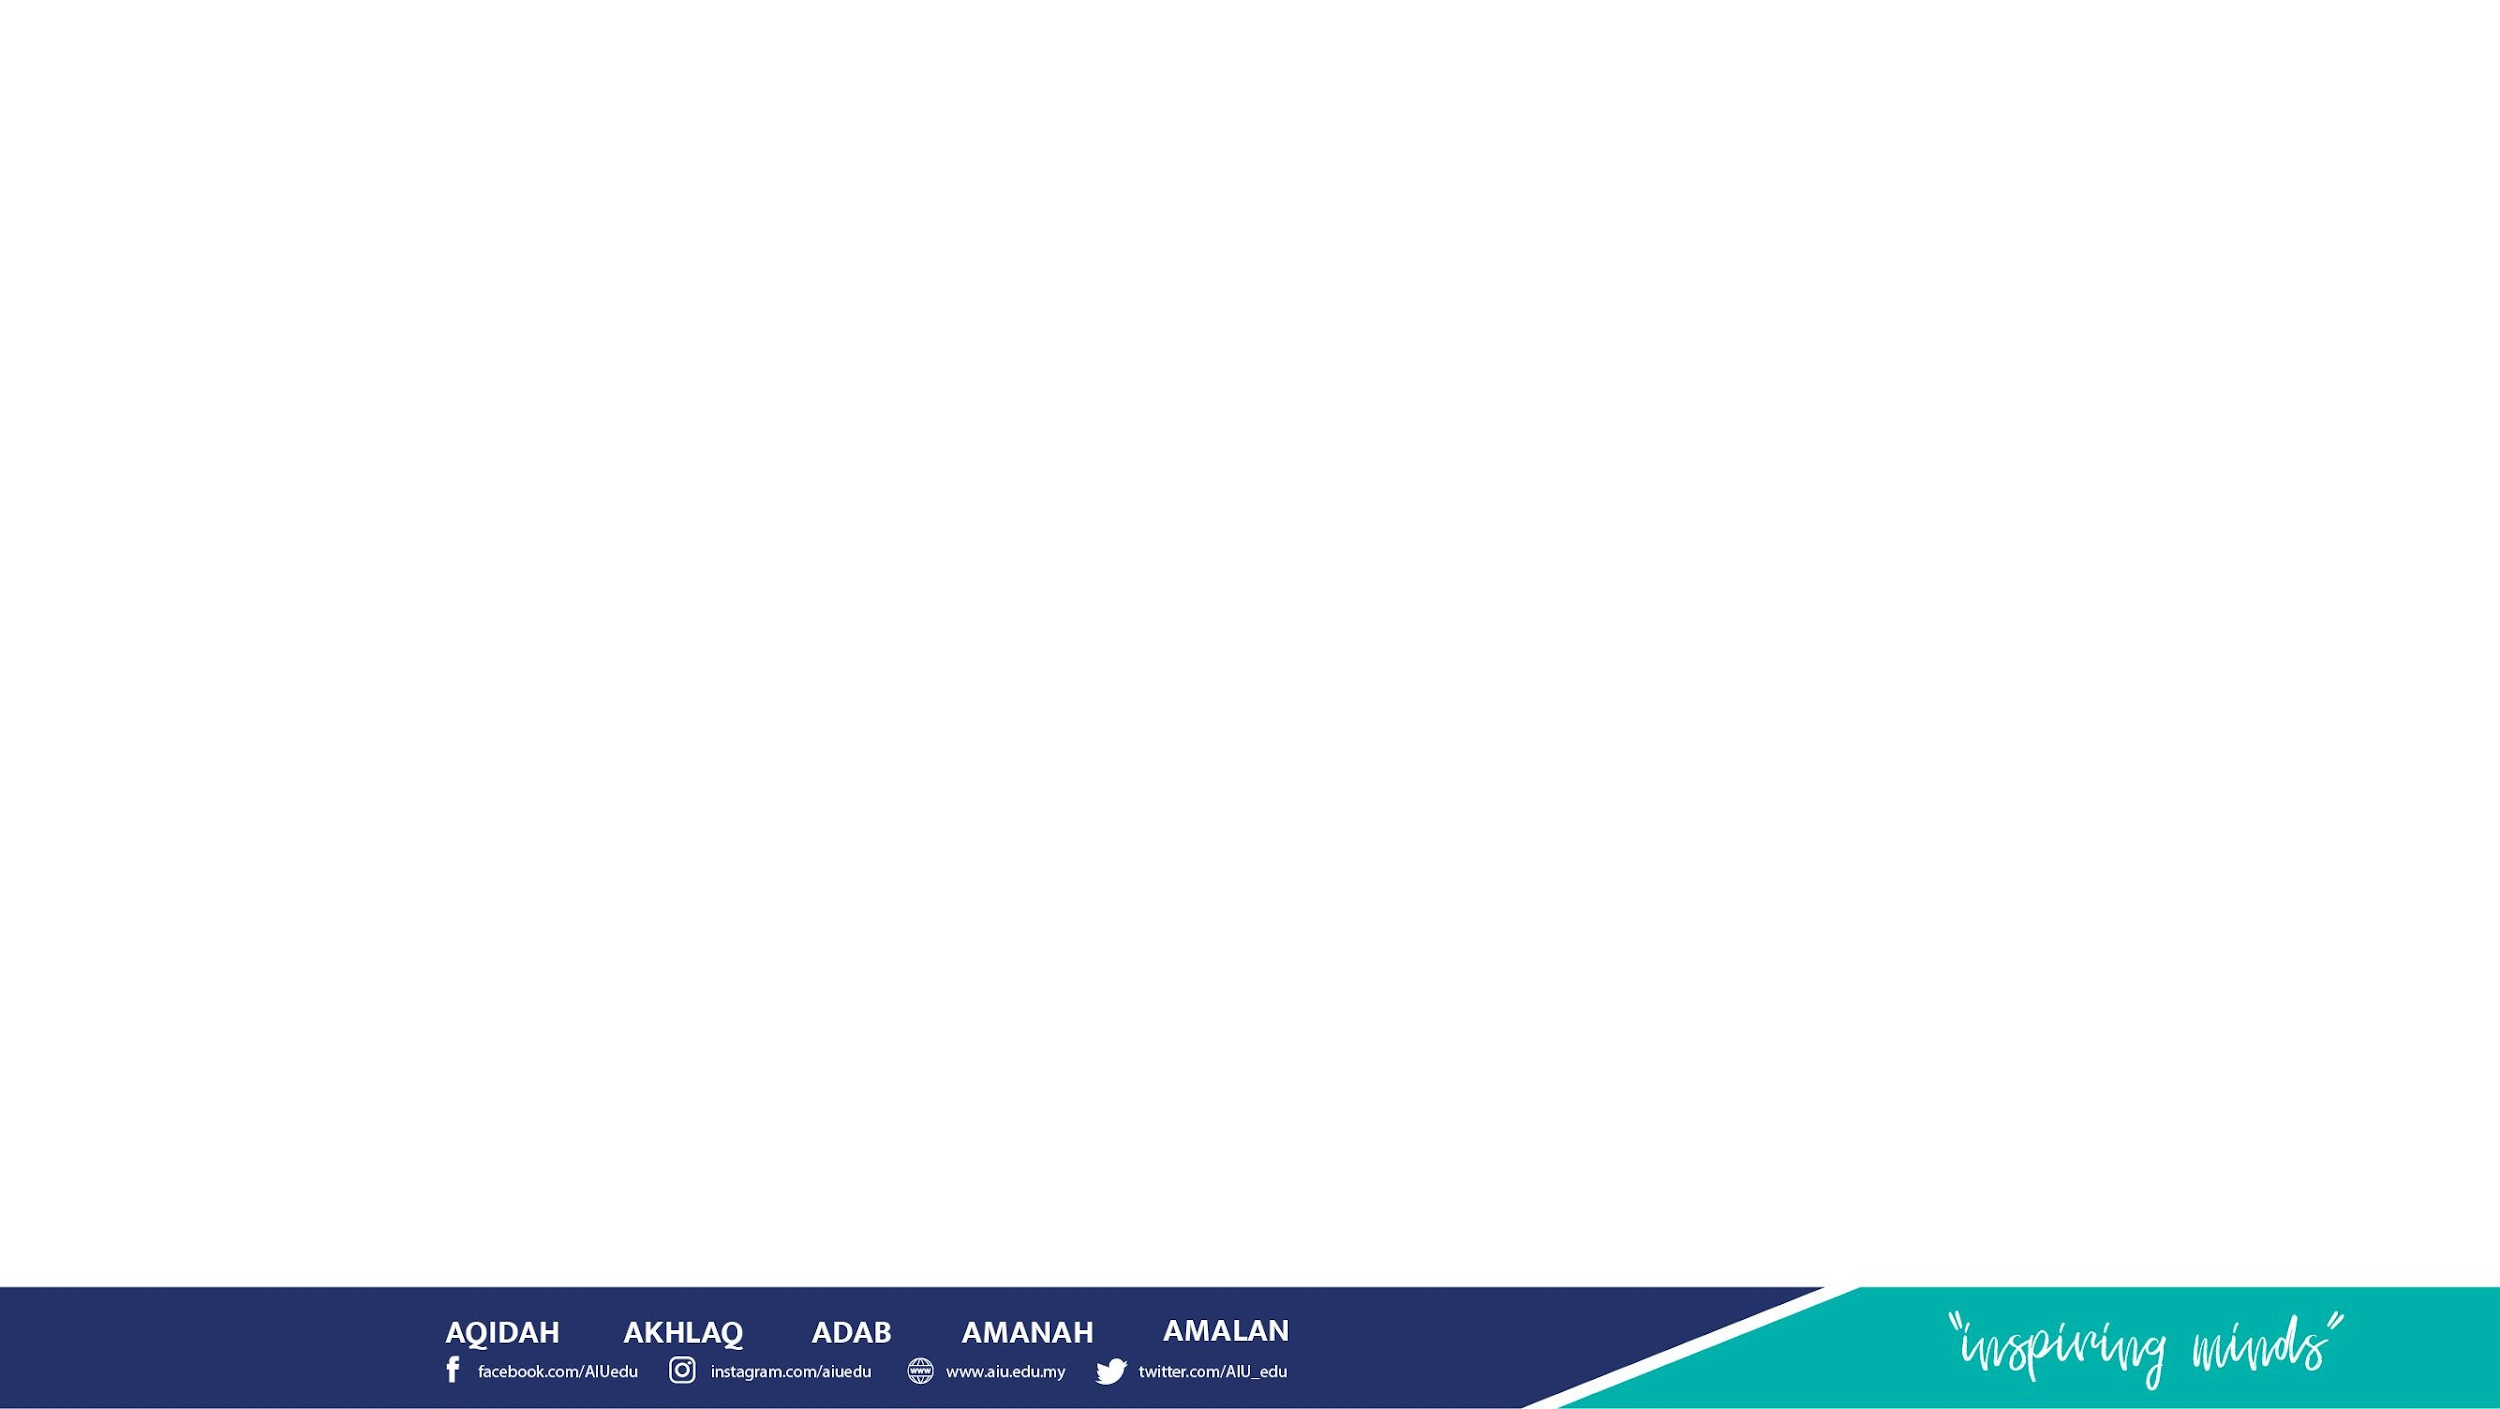 AQIDAH AKHLAQ ADAB AMANAH AMALAN
facebook.com/AIUedu instagram.com/aiuedu www www.aiu.edu.my twitter.com/AIU_edu
"inspiring minds"